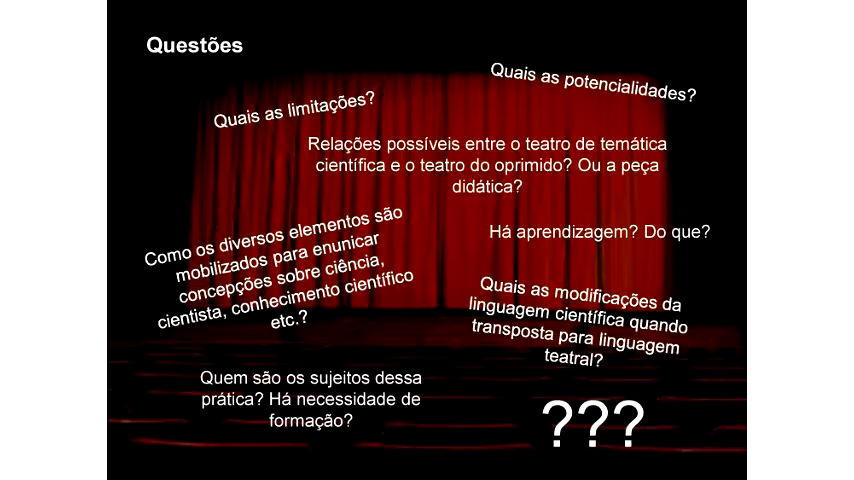 Questões
Quais as potencialidades?
Quais as limitações?
Relações possíveis entre o teatro de temática
científica e o teatro do oprimido? Ou a peça
didática?
Como os diversos elementos são
mobilizados para enunicar
concepções sobre ciência,
cientista, conhecimento científico
etc.?
Há aprendizagem? Do que?
Quais as modificações da
linguagem científica quando
transposta para linguagem
teatral?
Quem são os sujeitos dessa
prática? Há necessidade de
formação?
???